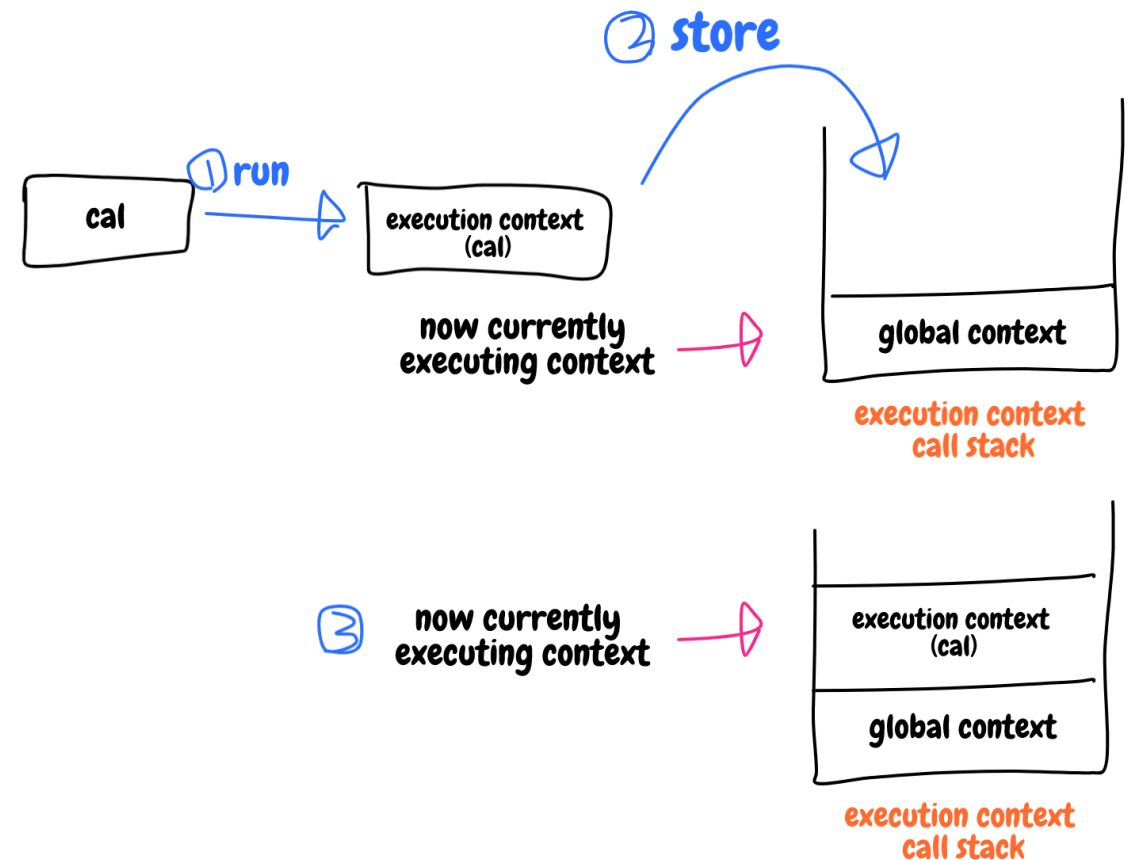 ② store
① run
cal
execution context
(cal)
now currently
executing context
global context
execution context
call stack
③
now currently
executing context
execution context
(cal)
global context
execution context
call stack